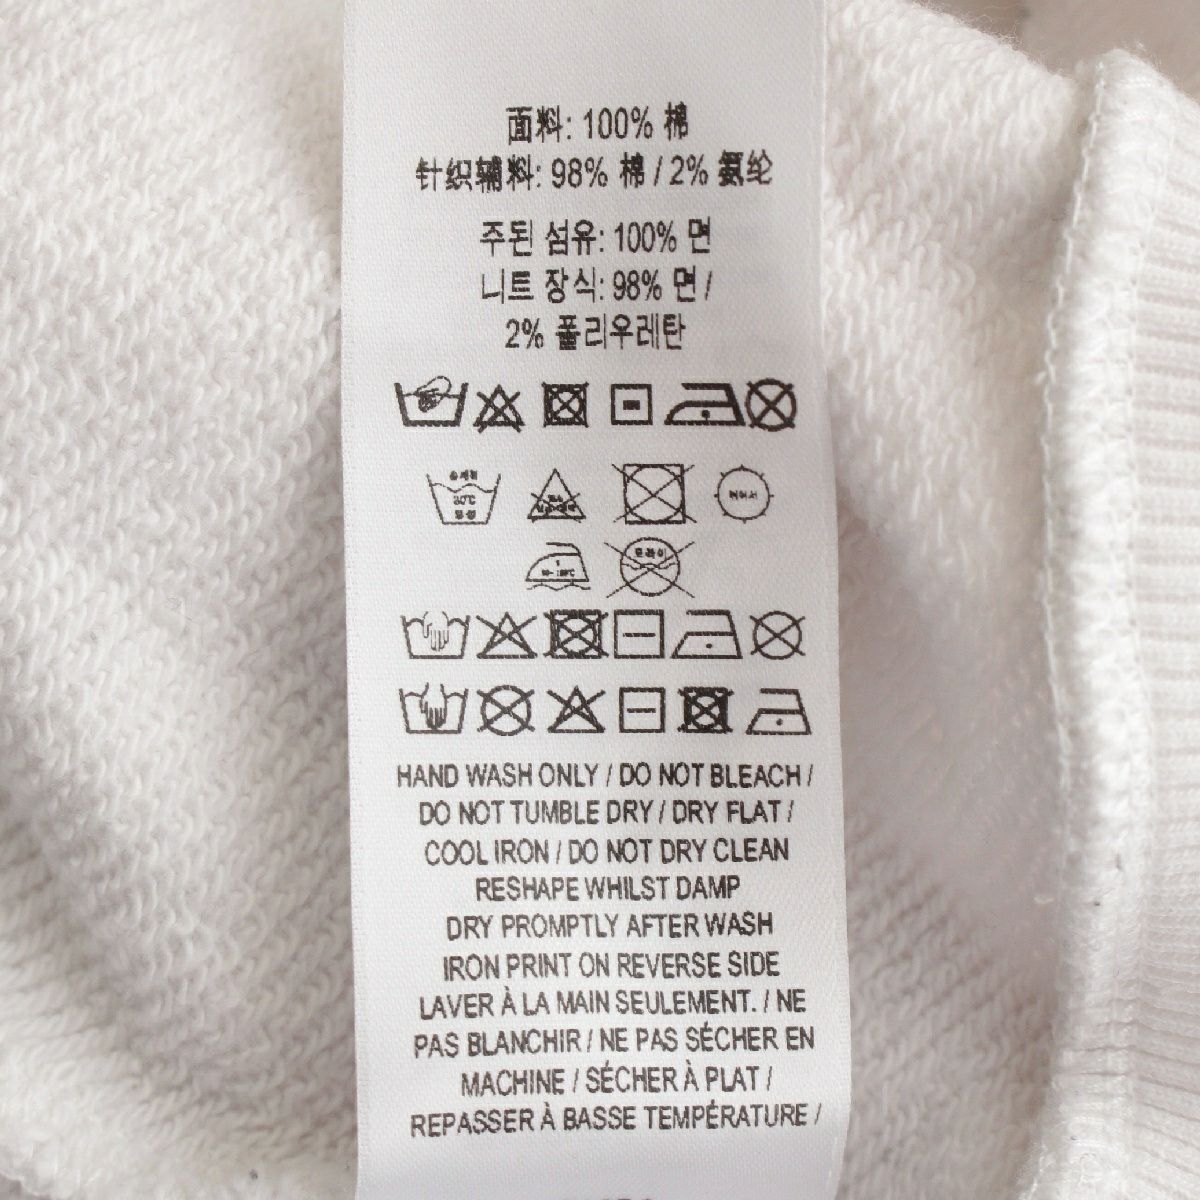 面料: 100% 棉
针织辅料: 98% 棉 / 2% 氨纶
주된 섬유: 100% 면
니트 장식: 98% 면 /
2% 폴리우레탄
HAND WASH ONLY / DO NOT BLEACH /
DO NOT TUMBLE DRY / DRY FLAT /
COOL IRON / DO NOT DRY CLEAN
RESHAPE WHILST DAMP
DRY PROMPTLY AFTER WASH
IRON PRINT ON REVERSE SIDE
LAVER À LA MAIN SEULEMENT. / NE
PAS BLANCHIR / NE PAS SÉCHER EN
MACHINE / SÉCHER À PLAT /
REPASSER À BASSE TEMPÉRATURE /